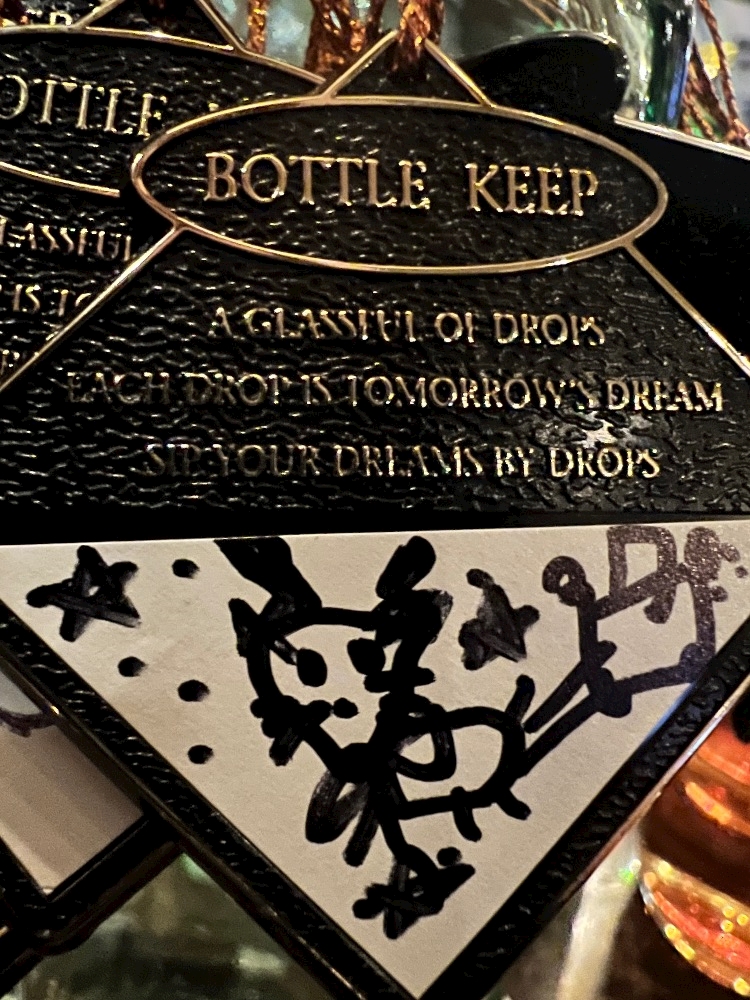 BOTTLE KEEP
A GLASSFUL OF DROPS
EACH DROP IS TOMORROW'S DREAM
SIP YOUR DREAMS BY DROPS